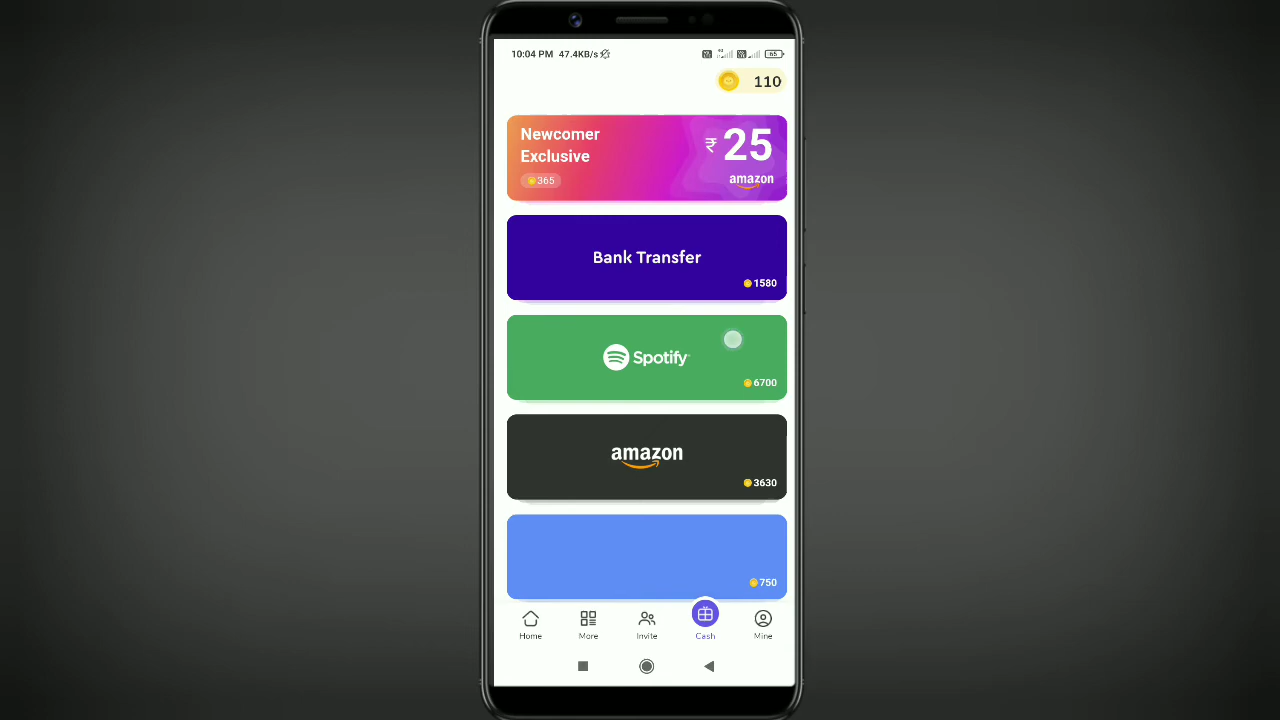 10:04 PM 47.4KB/s
65
110
Newcomer
Exclusive
365
₹ 25
amazon
Bank Transfer
1580
Spotify
6700
amazon
3630
750
Home
More
Invite
Cash
Mine